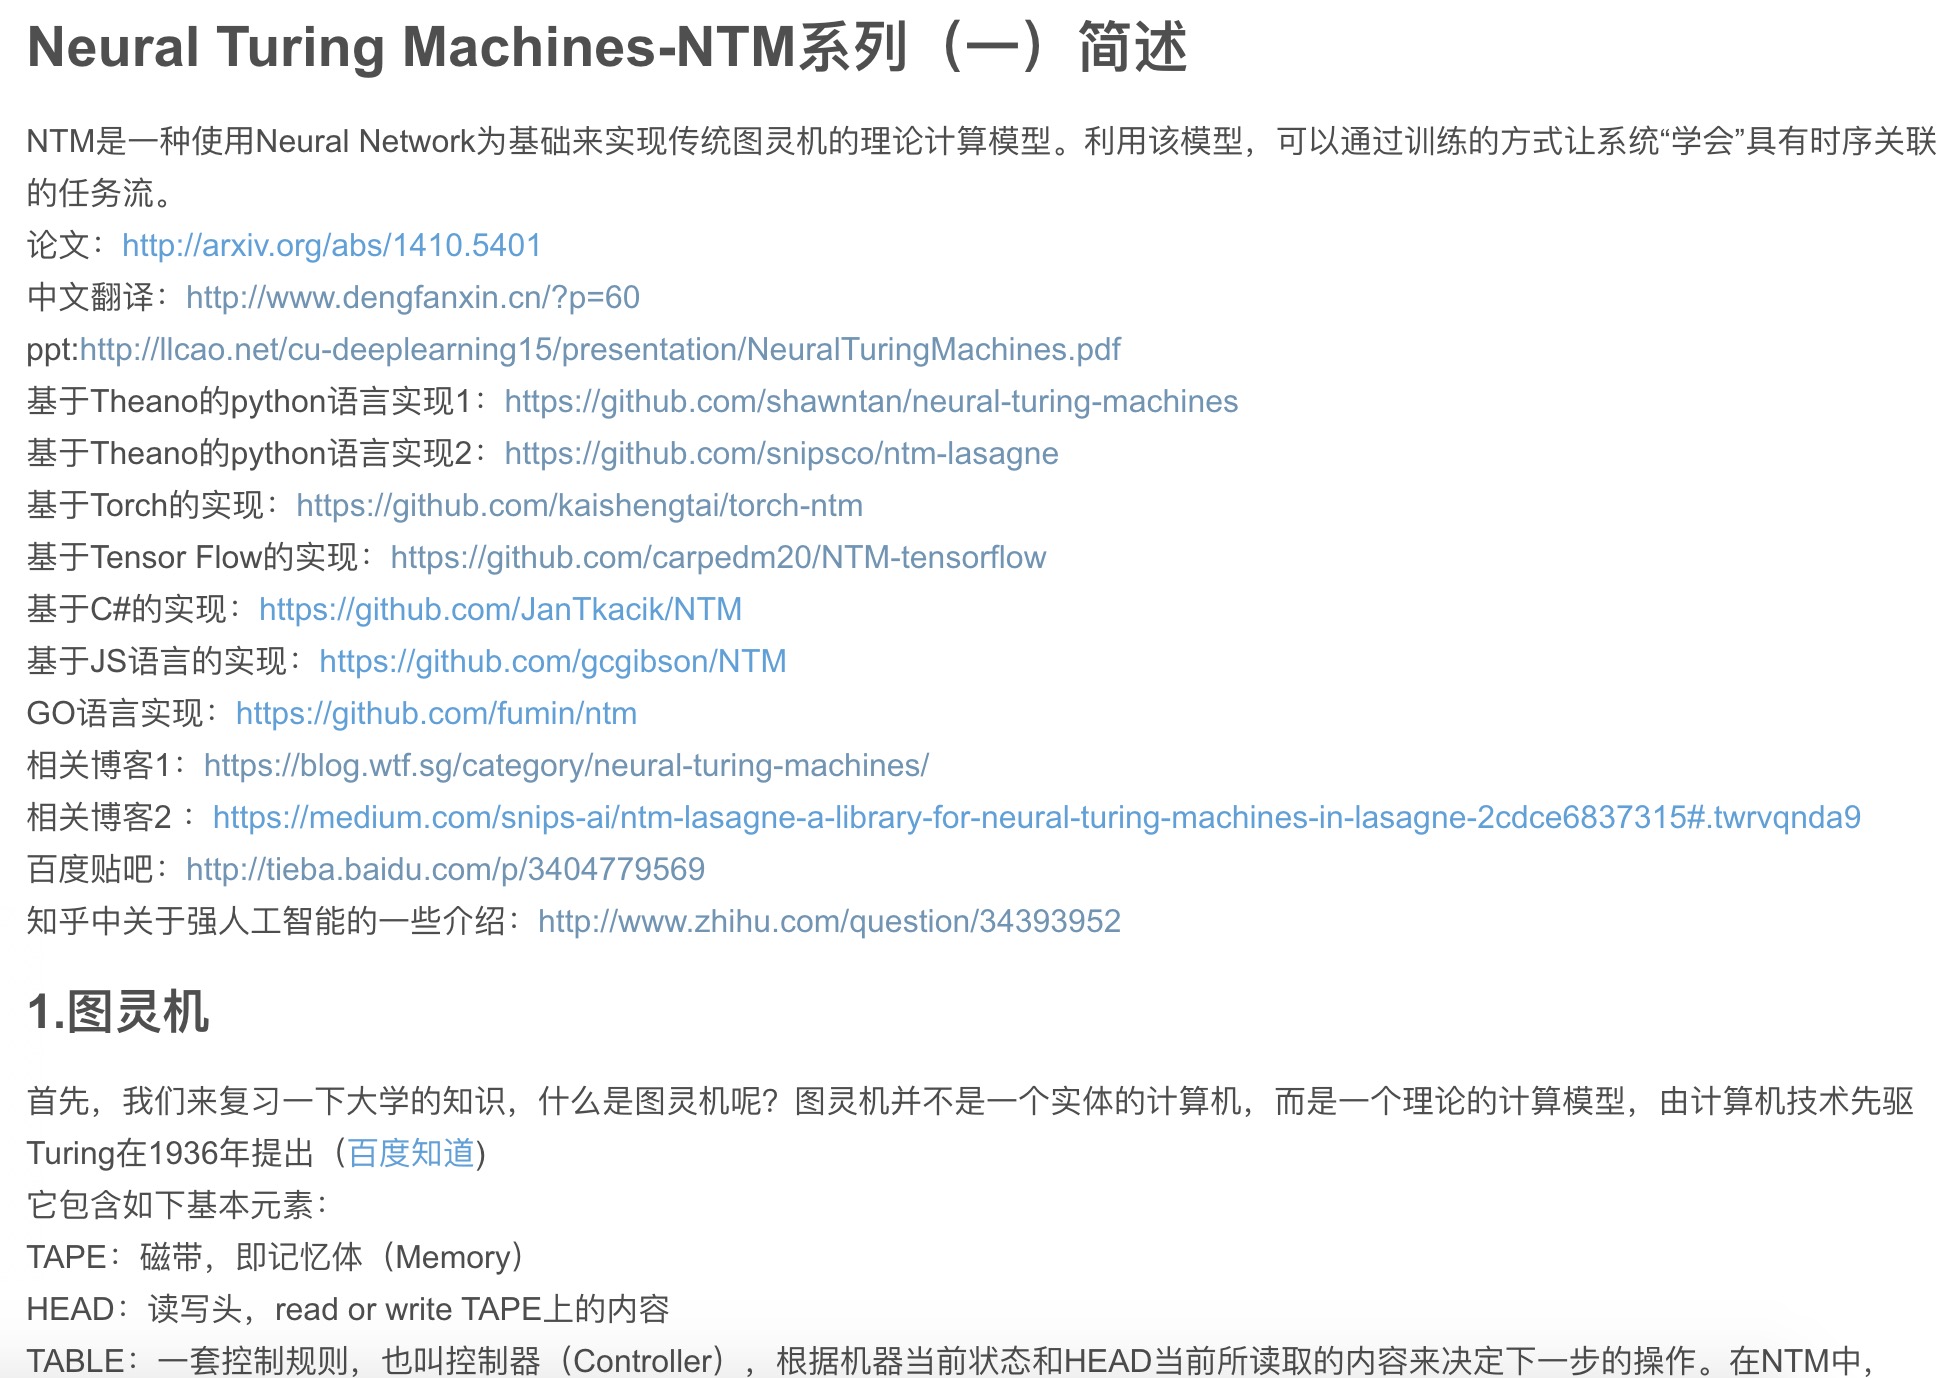 Neural Turing Machines-NTM系列（一）简述
NTM是一种使用Neural Network为基础来实现传统图灵机的理论计算模型。利用该模型，可以通过训练的方式让系统“学会”具有时序关联
的任务流。
论文：http://arxiv.org/abs/1410.5401
中文翻译：http://www.dengfanxin.cn/?p=60
ppt:http://llcao.net/cu-deeplearning15/presentation/NeuralTuringMachines.pdf
基于Theano的python语言实现1：https://github.com/shawntan/neural-turing-machines
基于Theano的python语言实现2：https://github.com/snipsco/ntm-lasagne
基于Torch的实现：https://github.com/kaishengtai/torch-ntm
基于Tensor Flow的实现：https://github.com/carpedm20/NTM-tensorflow
基于C#的实现：https://github.com/JanTkacik/NTM
基于JS语言的实现：https://github.com/gcgibson/NTM
GO语言实现：https://github.com/fumin/ntm
相关博客1：https://blog.wtf.sg/category/neural-turing-machines/
相关博客2 ：https://medium.com/snips-ai/ntm-lasagne-a-library-for-neural-turing-machines-in-lasagne-2cdce6837315#.twrvqnda9
百度贴吧：http://tieba.baidu.com/p/3404779569
知乎中关于强人工智能的一些介绍：http://www.zhihu.com/question/34393952
1.图灵机
首先，我们来复习一下大学的知识，什么是图灵机呢？图灵机并不是一个实体的计算机，而是一个理论的计算模型，由计算机技术先驱
Turing在1936年提出（百度知道)
它包含如下基本元素：
TAPE：磁带，即记忆体（Memory）
HEAD：读写头，read or write TAPE上的内容
TABLE：一套控制规则，也叫控制器（Controller），根据机器当前状态和HEAD当前所读取的内容来决定下一步的操作。在NTM中，